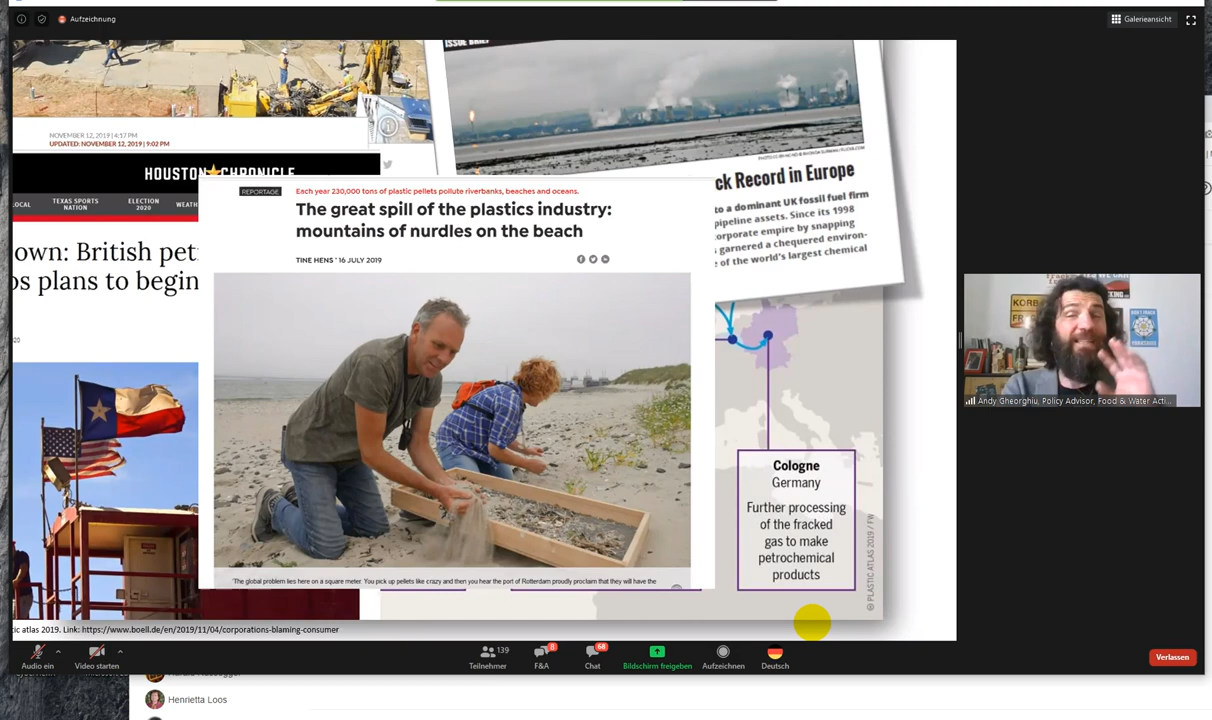 Aufzeichnung
Galerieansicht
ISSUE BRIEF
NOVEMBER 12, 2019 | 4:17 PM
UPDATED: NOVEMBER 12, 2019 | 9:02 PM
HOUSTON CHRONICLE
OCAL
TEXAS SPORTS
NATION
ELECTION
2020
WEATH
own: British pet
os plans to begin
20
ck Record in Europe
to a dominant UK fossil fuel firm
pipeline assets. Since its 1998
corporate empire by snapping
s garnered a chequered environ-
e of the world's largest chemical
REPORTAGE
Each year 230,000 tons of plastic pellets pollute riverbanks, beaches and oceans.
The great spill of the plastics industry:
mountains of nurdles on the beach
TINE HENS * 16 JULY 2019
'The global problem lies here on a square meter. You pick up pellets like crazy and then you hear the port of Rotterdam proudly proclaim that they will have the
Cologne
Germany
Further processing
of the fracked
gas to make
petrochemical
products
© PLASTIC ATLAS 2019 / FW
tic atlas 2019. Link: https://www.boell.de/en/2019/11/04/corporations-blaming-consumer
Andy Gheorghiu, Policy Advisor, Food & Water Acti...
Audio ein
Video starten
139
Teilnehmer
8
F&A
68
Chat
Bildschirm freigeben
Aufzeichnen
Deutsch
Verlassen
Henrietta Loos